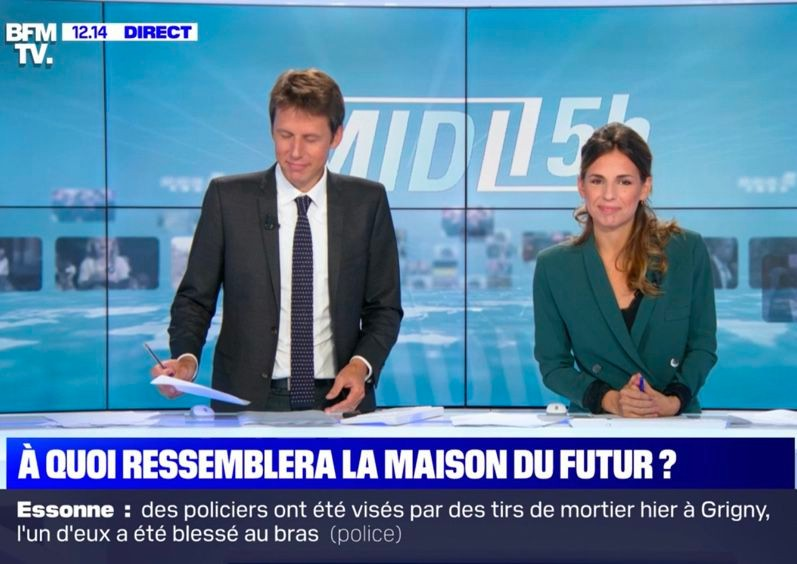 BFM 12.14 DIRECT
TV.
MIDI 15h
À QUOI RESSEMBLERA LA MAISON DU FUTUR ?
Essonne : des policiers ont été visés par des tirs de mortier hier à Grigny,
l'un d'eux a été blessé au bras (police)